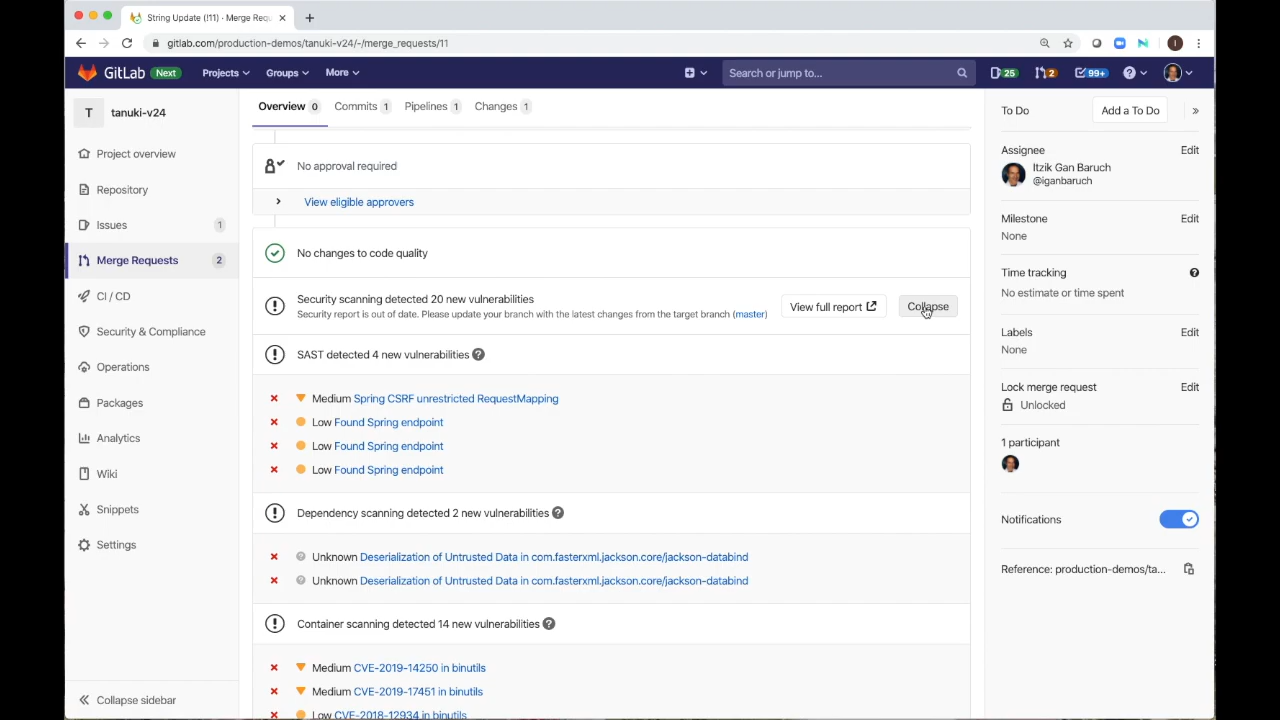 String Update (!11) · Merge Requ
gitlab.com/production-demos/tanuki-v24/-/merge_requests/11
GitLab Next Projects Groups More Search or jump to... 25 2 99+
T tanuki-v24
Project overview
Repository
Issues 1
Merge Requests 2
CI / CD
Security & Compliance
Operations
Packages
Analytics
Wiki
Snippets
Settings
Collapse sidebar
Overview 0 Commits 1 Pipelines 1 Changes 1
No approval required
View eligible approvers
No changes to code quality
Security scanning detected 20 new vulnerabilities
Security report is out of date. Please update your branch with the latest changes from the target branch (master)
View full report Collapse
SAST detected 4 new vulnerabilities
Medium Spring CSRF unrestricted RequestMapping
Low Found Spring endpoint
Low Found Spring endpoint
Low Found Spring endpoint
Dependency scanning detected 2 new vulnerabilities
Unknown Deserialization of Untrusted Data in com.fasterxml.jackson.core/jackson-databind
Unknown Deserialization of Untrusted Data in com.fasterxml.jackson.core/jackson-databind
Container scanning detected 14 new vulnerabilities
Medium CVE-2019-14250 in binutils
Medium CVE-2019-17451 in binutils
Low CVE-2018-12934 in binutils
To Do Add a To Do
Assignee Edit
Itzik Gan Baruch
@iganbaruch
Milestone Edit
None
Time tracking
No estimate or time spent
Labels Edit
None
Lock merge request Edit
Unlocked
1 participant
Notifications
Reference: production-demos/ta...